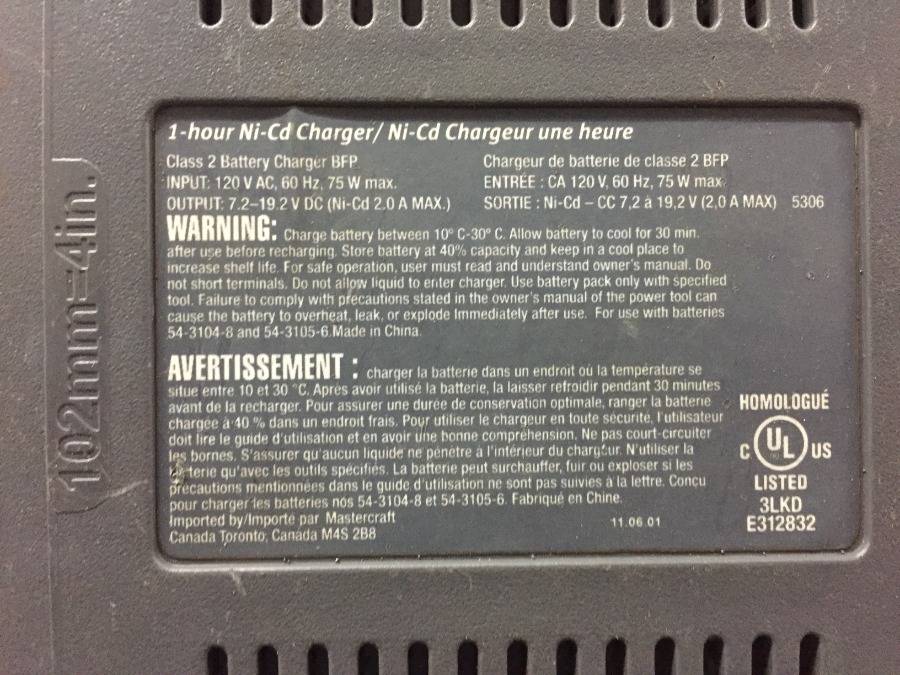 1-hour Ni-Cd Charger/ Ni-Cd Chargeur une heure
Class 2 Battery Charger BFP
INPUT: 120 V AC, 60 Hz, 75 W max.
OUTPUT: 7.2–19.2 V DC (Ni-Cd 2.0 A MAX.)
Chargeur de batterie de classe 2 BFP
ENTRÉE : CA 120 V, 60 Hz, 75 W max.
SORTIE : Ni-Cd – CC 7,2 à 19,2 V (2,0 A MAX) 5306
WARNING: Charge battery between 10° C-30° C. Allow battery to cool for 30 min.
after use before recharging. Store battery at 40% capacity and keep in a cool place to
increase shelf life. For safe operation, user must read and understand owner's manual. Do
not short terminals. Do not allow liquid to enter charger. Use battery pack only with specified
tool. Failure to comply with precautions stated in the owner's manual of the power tool can
cause the battery to overheat, leak, or explode Immediately after use. For use with batteries
54-3104-8 and 54-3105-6.Made in China.
AVERTISSEMENT : charger la batterie dans un endroit où la température se
situe entre 10 et 30 °C. Après avoir utilisé la batterie, la laisser refroidir pendant 30 minutes
avant de la recharger. Pour assurer une durée de conservation optimale, ranger la batterie
chargée à 40 % dans un endroit frais. Pour utiliser le chargeur en toute sécurité, l'utilisateur
doit lire le guide d'utilisation et en avoir une bonne compréhension. Ne pas court-circuiter
les bornes. S'assurer qu'aucun liquide ne pénètre à l'intérieur du chargeur. N'utiliser la
batterie qu'avec les outils spécifiés. La batterie peut surchauffer, fuir ou exploser si les
précautions mentionnées dans le guide d'utilisation ne sont pas suivies à la lettre. Conçu
pour charger les batteries nos 54-3104-8 et 54-3105-6. Fabriqué en Chine.
Imported by/Importé par Mastercraft
Canada Toronto, Canada M4S 2B8
11.06.01
HOMOLOGUÉ
C UL US
LISTED
3LKD
E312832
102mm=4in.